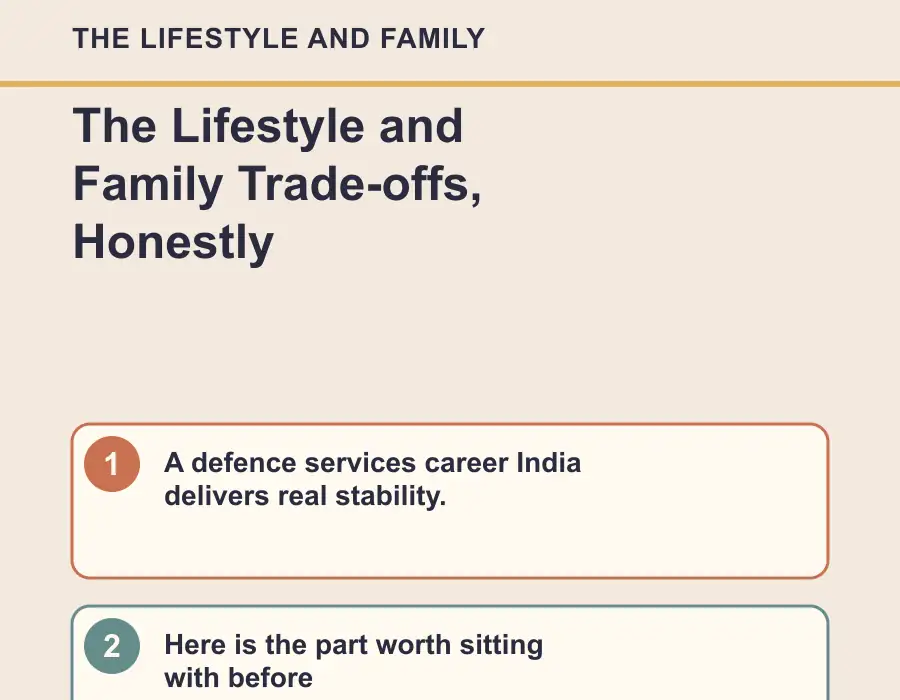 THE LIFESTYLE AND FAMILY
The Lifestyle and
Family Trade-offs,
Honestly
1
A defence services career India
delivers real stability.
2
Here is the part worth sitting
with before